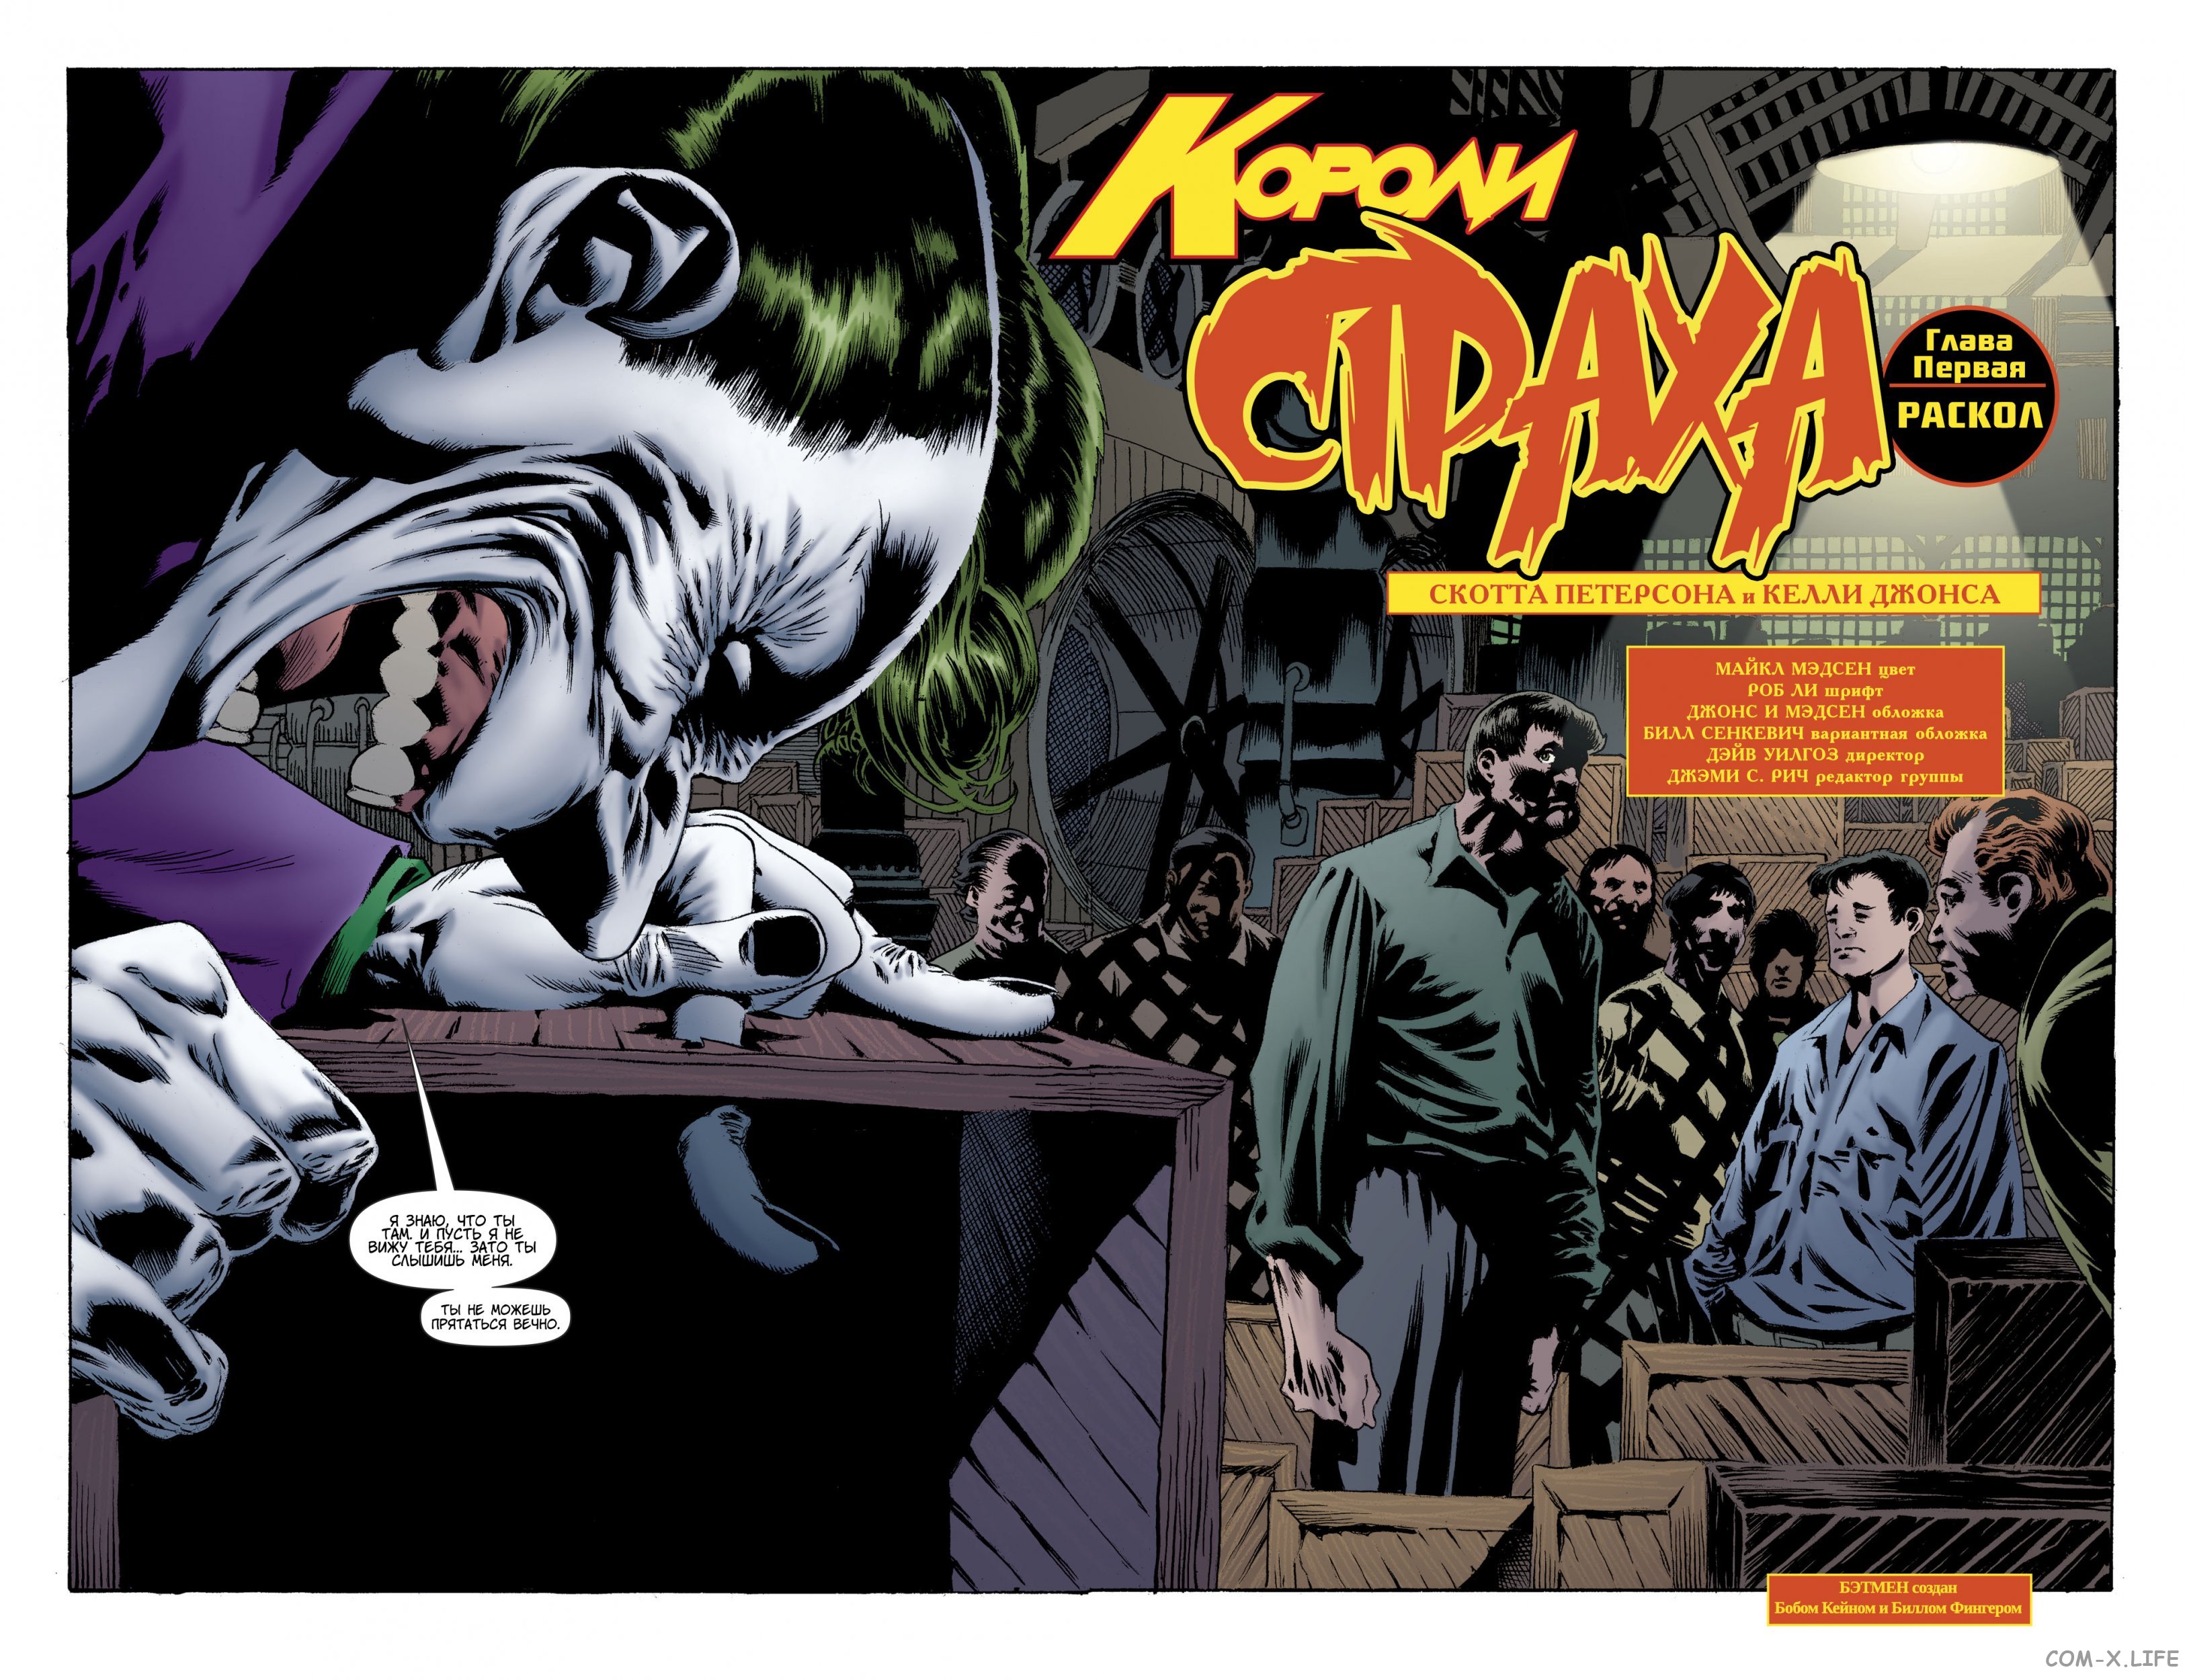 Короли
СТРАХА
Глава
Первая
РАСКОЛ
СКОТТА ПЕТЕРСОНА и КЕЛЛИ ДЖОНСА
МАЙКЛ МЭДСЕН цвет
РОБ ЛИ шрифт
ДЖОНС И МЭДСЕН обложка
БИЛЛ СЕНКЕВИЧ вариантная обложка
ДЭЙВ УИЛГОЗ директор
ДЖЭМИ С. РИЧ редактор группы
Я ЗНАЮ, ЧТО ТЫ
ТАМ. И ПУСТЬ Я НЕ
ВИЖУ ТЕБЯ... ЗАТО ТЫ
СЛЫШИШЬ МЕНЯ.
ТЫ НЕ МОЖЕШЬ
ПРЯТАТЬСЯ ВЕЧНО.
БЭТМЕН создан
Бобом Кейном и Биллом Фингером
COM-X.LIFE